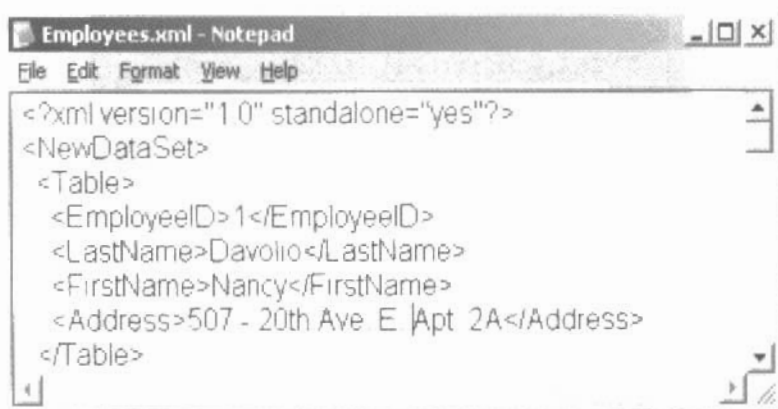 Employees.xml - Notepad
File Edit Format View Help
<?xml version="1.0" standalone="yes"?>
<NewDataSet>
<Table>
<EmployeeID>1</EmployeeID>
<LastName>Davolio</LastName>
<FirstName>Nancy</FirstName>
<Address>507 - 20th Ave. E. Apt. 2A</Address>
</Table>